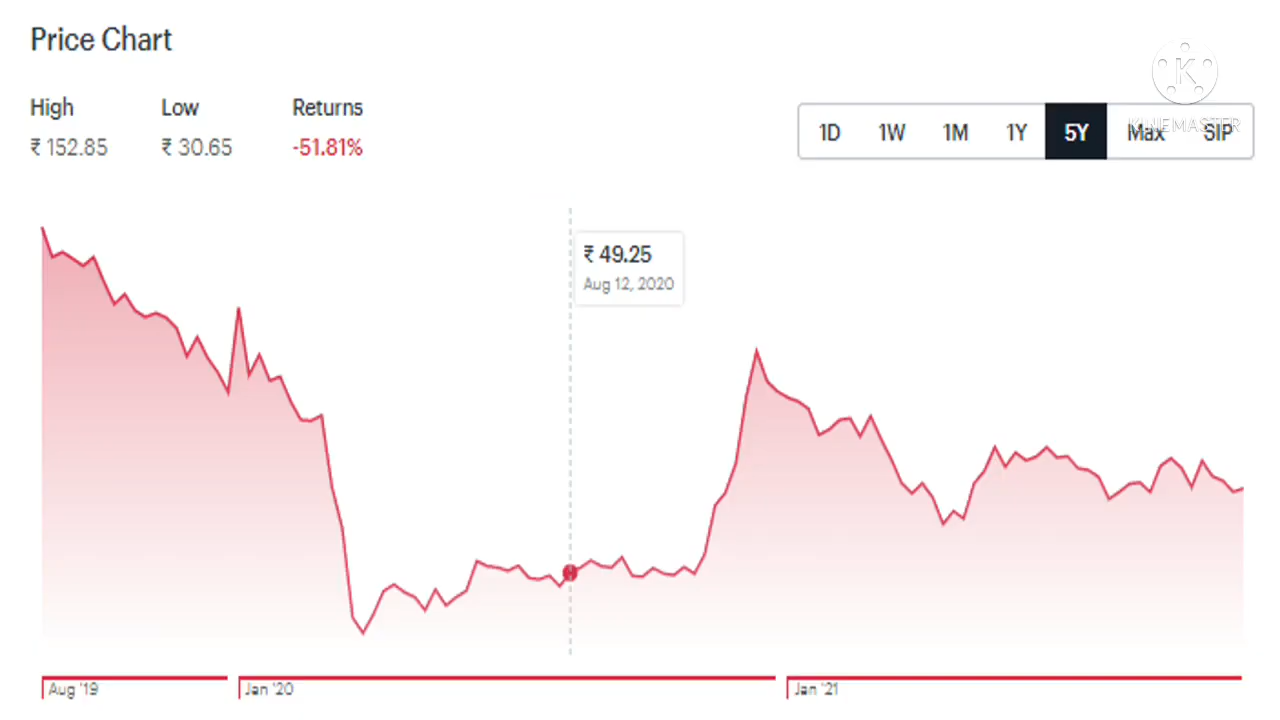 Price Chart
High Low Returns
₹ 152.85 ₹ 30.65 -51.81%
1D 1W 1M 1Y 5Y Max SIP
K
KINEMASTER
₹ 49.25
Aug 12, 2020
Aug '19 Jan '20 Jan '21